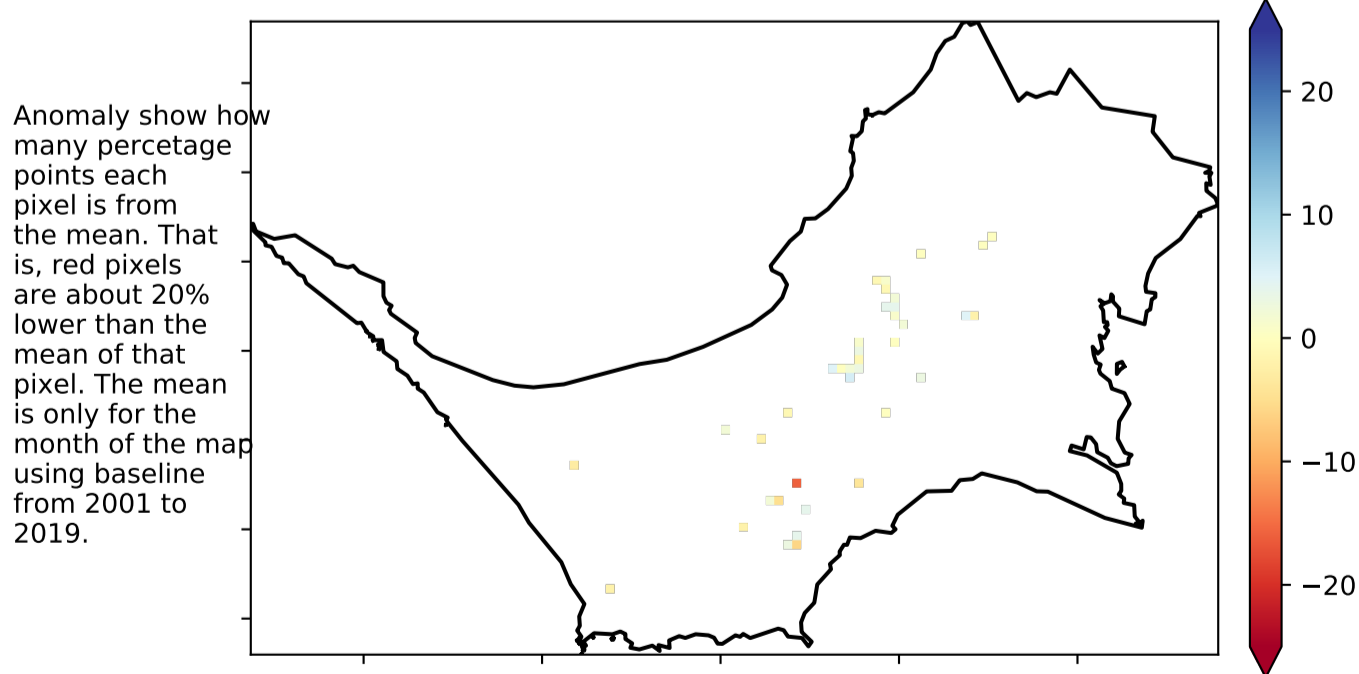 Anomaly show how
many percetage
points each
pixel is from
the mean. That
is, red pixels
are about 20%
lower than the
mean of that
pixel. The mean
is only for the
month of the map
using baseline
from 2001 to
2019.
20
10
0
−10
−20